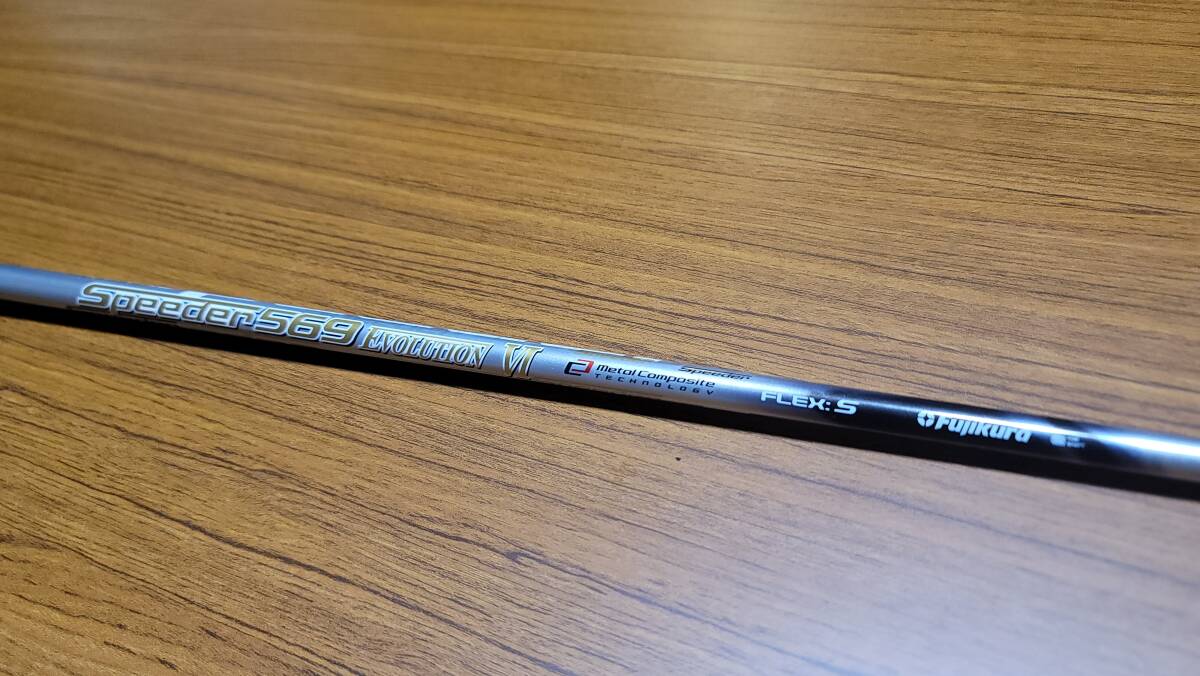 Speeder 569 EVOLUTION VI
metal Composite
TECHNOLOGY
Speeder
FLEX: S
Fujikura